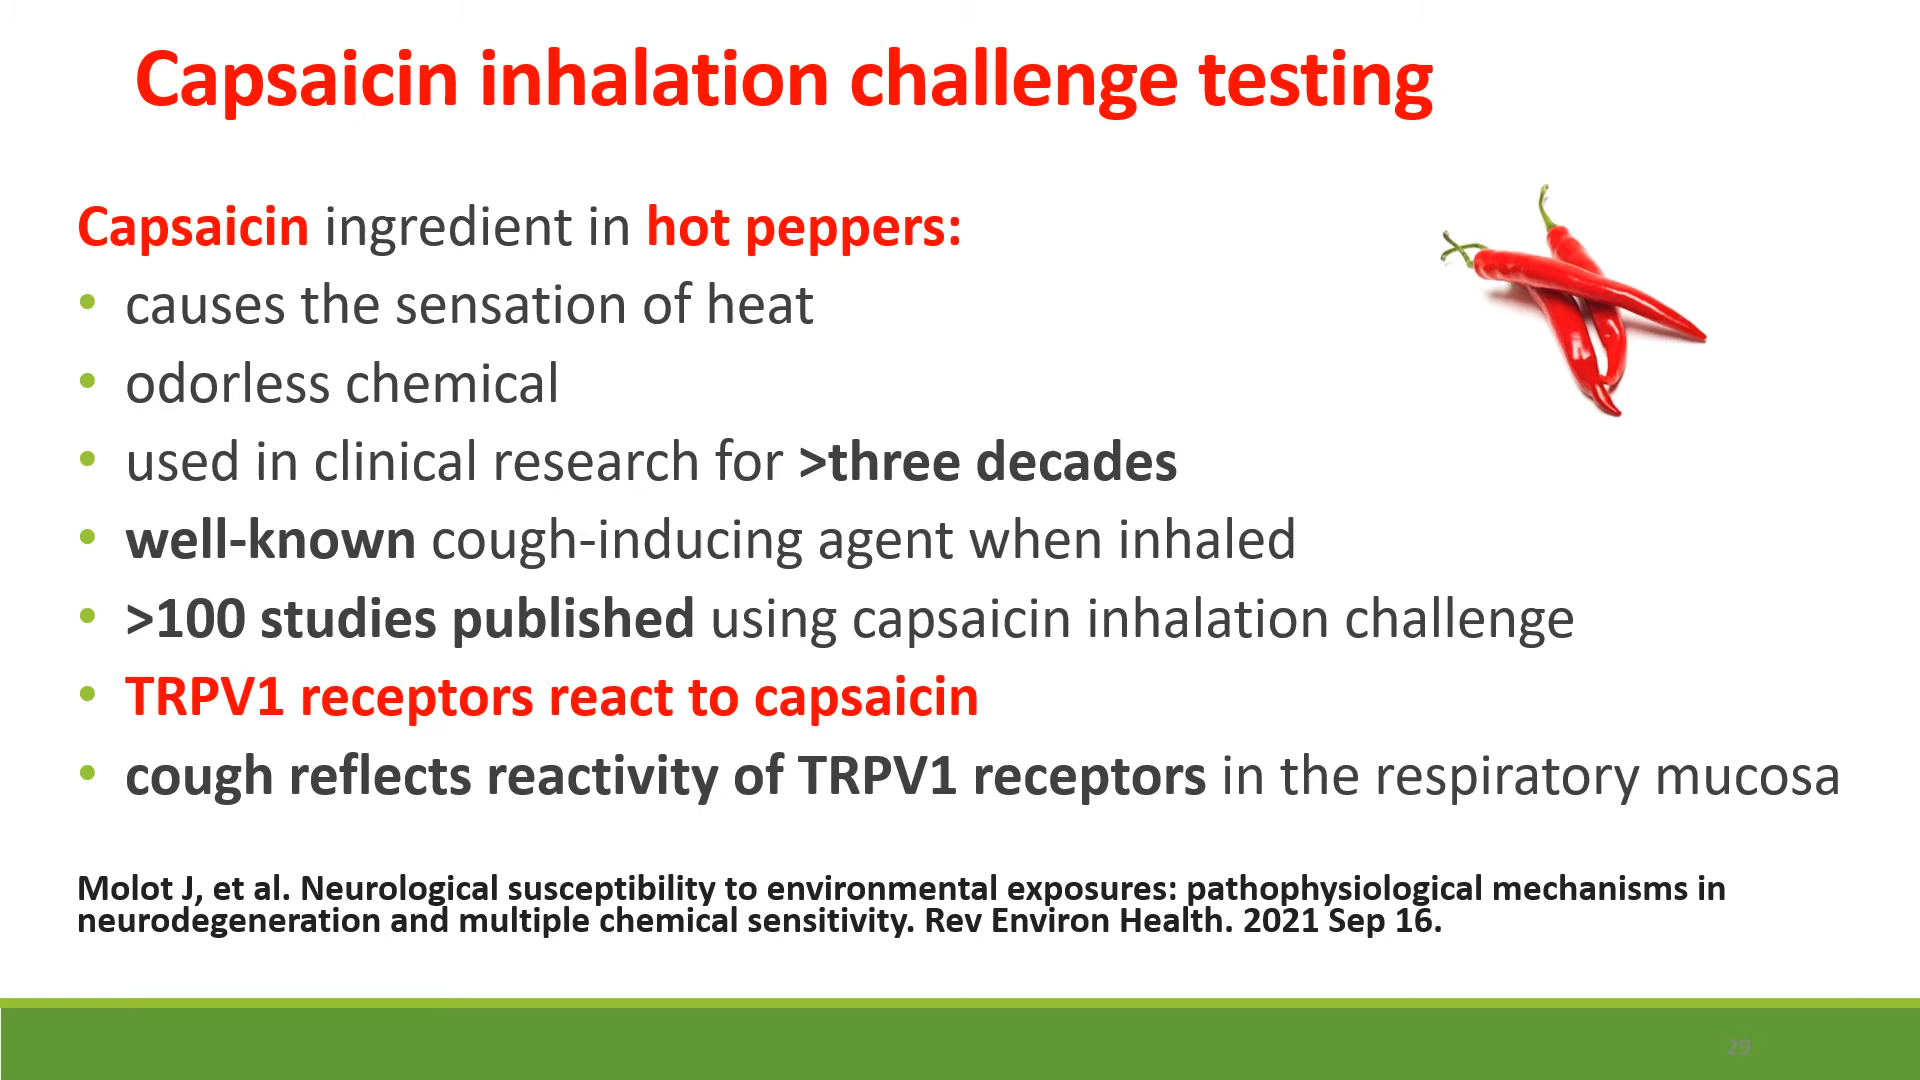 Capsaicin inhalation challenge testing
Capsaicin ingredient in hot peppers:
• causes the sensation of heat
• odorless chemical
• used in clinical research for >three decades
• well-known cough-inducing agent when inhaled
• >100 studies published using capsaicin inhalation challenge
• TRPV1 receptors react to capsaicin
• cough reflects reactivity of TRPV1 receptors in the respiratory mucosa
Molot J, et al. Neurological susceptibility to environmental exposures: pathophysiological mechanisms in
neurodegeneration and multiple chemical sensitivity. Rev Environ Health. 2021 Sep 16.
29